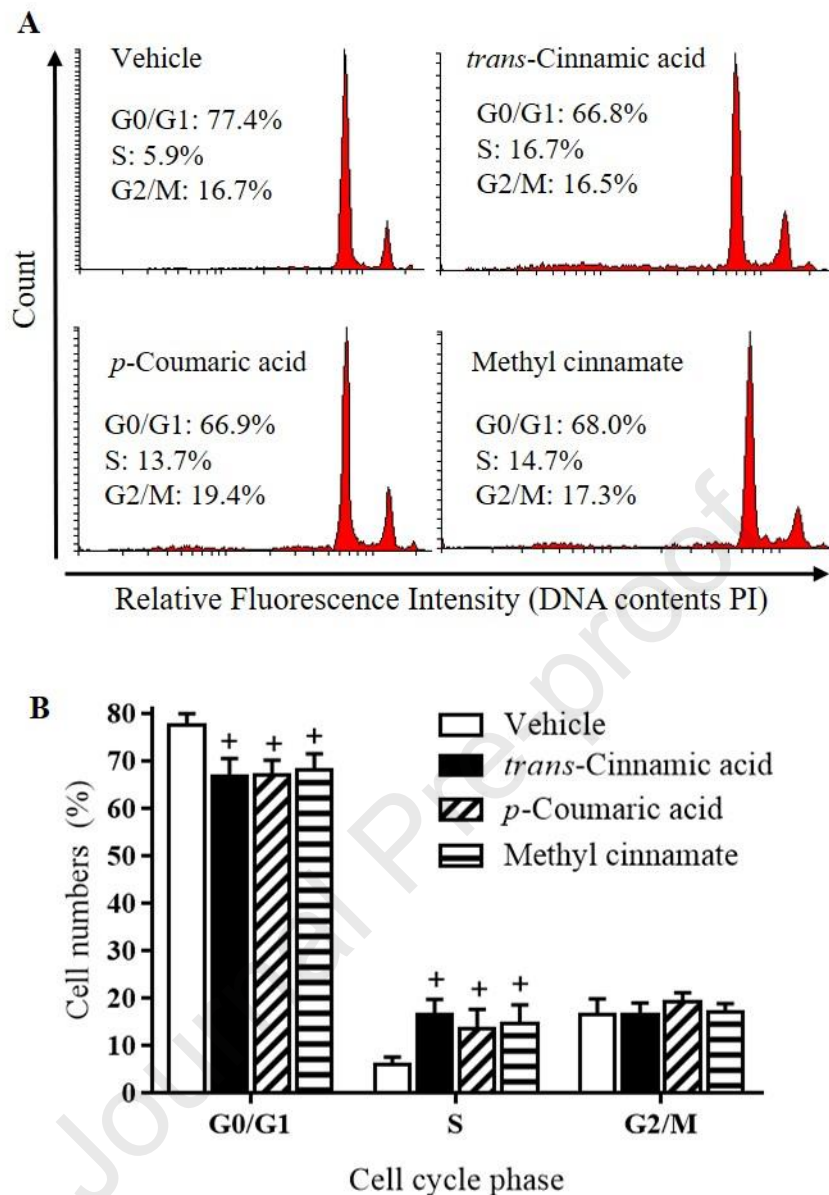 A
Vehicle
G0/G1: 77.4%
S: 5.9%
G2/M: 16.7%
trans-Cinnamic acid
G0/G1: 66.8%
S: 16.7%
G2/M: 16.5%
p-Coumaric acid
G0/G1: 66.9%
S: 13.7%
G2/M: 19.4%
Methyl cinnamate
G0/G1: 68.0%
S: 14.7%
G2/M: 17.3%
Count
Relative Fluorescence Intensity (DNA contents PI)
B
Cell numbers (%)
80
70
60
50
40
30
20
10
0
+ + +
+ + +
Vehicle
trans-Cinnamic acid
p-Coumaric acid
Methyl cinnamate
G0/G1 S G2/M
Cell cycle phase
Journal Pre-proof